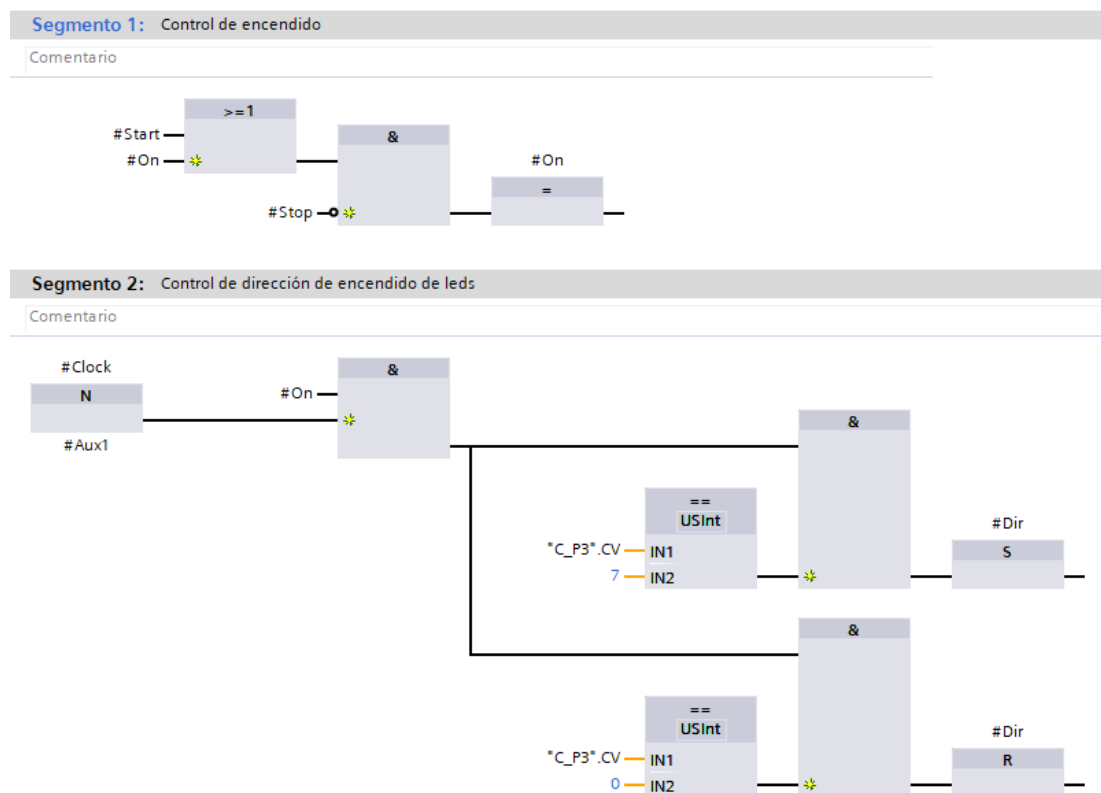 Segmento 1: Control de encendido
Comentario
>=1
#Start
&
#On
#On
=
#Stop
Segmento 2: Control de dirección de encendido de leds
Comentario
#Clock
&
N
#On
#Aux1
&
==
USInt
#Dir
"C_P3".CV
IN1
S
7
IN2
&
==
USInt
#Dir
"C_P3".CV
IN1
R
0
IN2